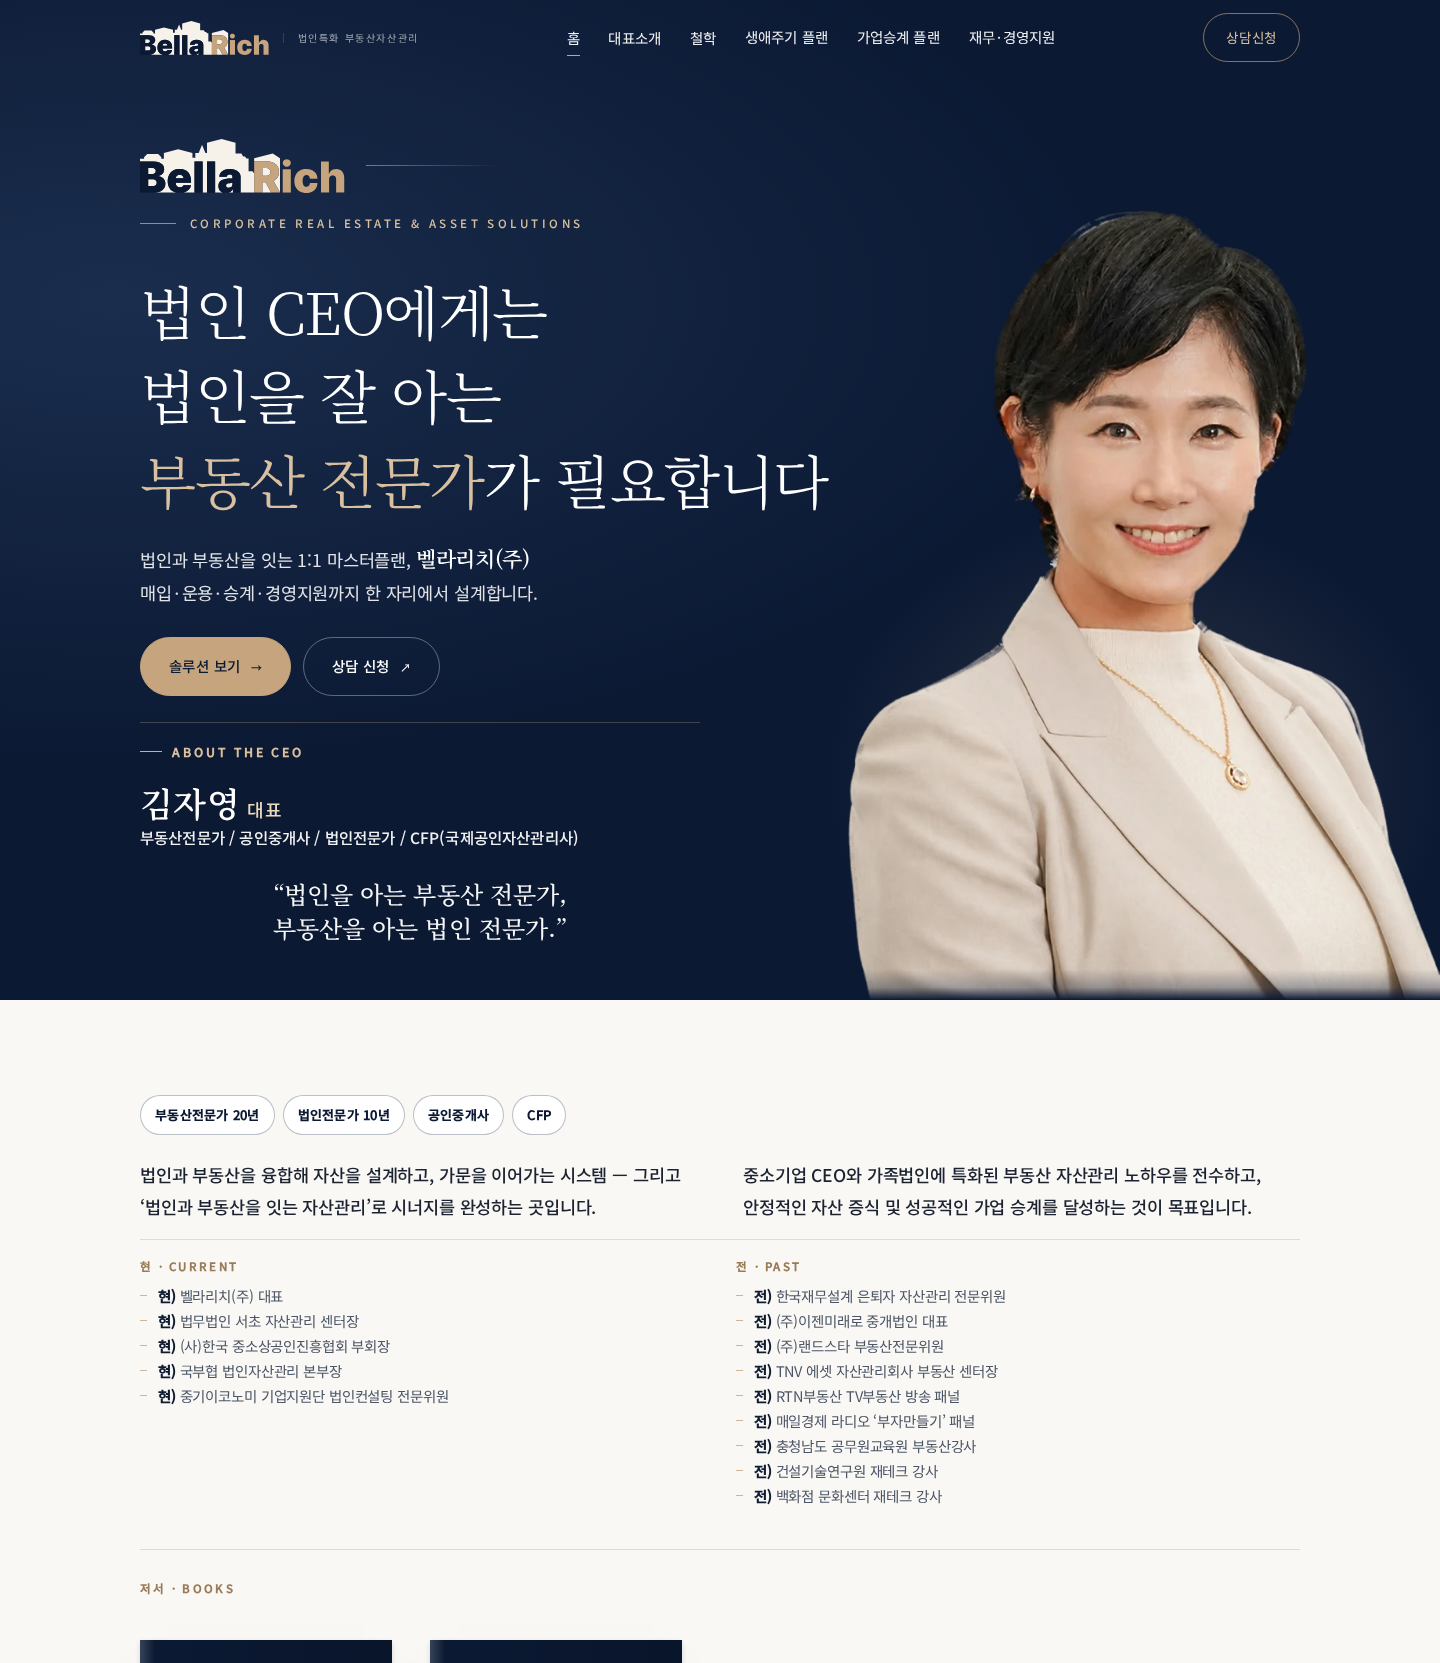 Bella Rich
법인특화 부동산자산관리
홈
대표소개
철학
생애주기 플랜
가업승계 플랜
재무·경영지원
상담신청
Bella Rich
CORPORATE REAL ESTATE & ASSET SOLUTIONS
법인 CEO에게는
법인을 잘 아는
부동산 전문가가 필요합니다
법인과 부동산을 잇는 1:1 마스터플랜, 벨라리치(주)
매입·운용·승계·경영지원까지 한 자리에서 설계합니다.
솔루션 보기 →
상담 신청 ↗
ABOUT THE CEO
김자영 대표
부동산전문가 / 공인중개사 / 법인전문가 / CFP(국제공인자산관리사)
“법인을 아는 부동산 전문가,
부동산을 아는 법인 전문가.”
부동산전문가 20년
법인전문가 10년
공인중개사
CFP
법인과 부동산을 융합해 자산을 설계하고, 가문을 이어가는 시스템 — 그리고
‘법인과 부동산을 잇는 자산관리’로 시너지를 완성하는 곳입니다.
중소기업 CEO와 가족법인에 특화된 부동산 자산관리 노하우를 전수하고,
안정적인 자산 증식 및 성공적인 가업 승계를 달성하는 것이 목표입니다.
현 · CURRENT
현) 벨라리치(주) 대표
현) 법무법인 서초 자산관리 센터장
현) (사)한국 중소상공인진흥협회 부회장
현) 국부협 법인자산관리 본부장
현) 중기이코노미 기업지원단 법인컨설팅 전문위원
전 · PAST
전) 한국재무설계 은퇴자 자산관리 전문위원
전) (주)이젠미래로 중개법인 대표
전) (주)랜드스타 부동산전문위원
전) TNV 에셋 자산관리회사 부동산 센터장
전) RTN부동산 TV부동산 방송 패널
전) 매일경제 라디오 ‘부자만들기’ 패널
전) 충청남도 공무원교육원 부동산강사
전) 건설기술연구원 재테크 강사
전) 백화점 문화센터 재테크 강사
저서 · BOOKS